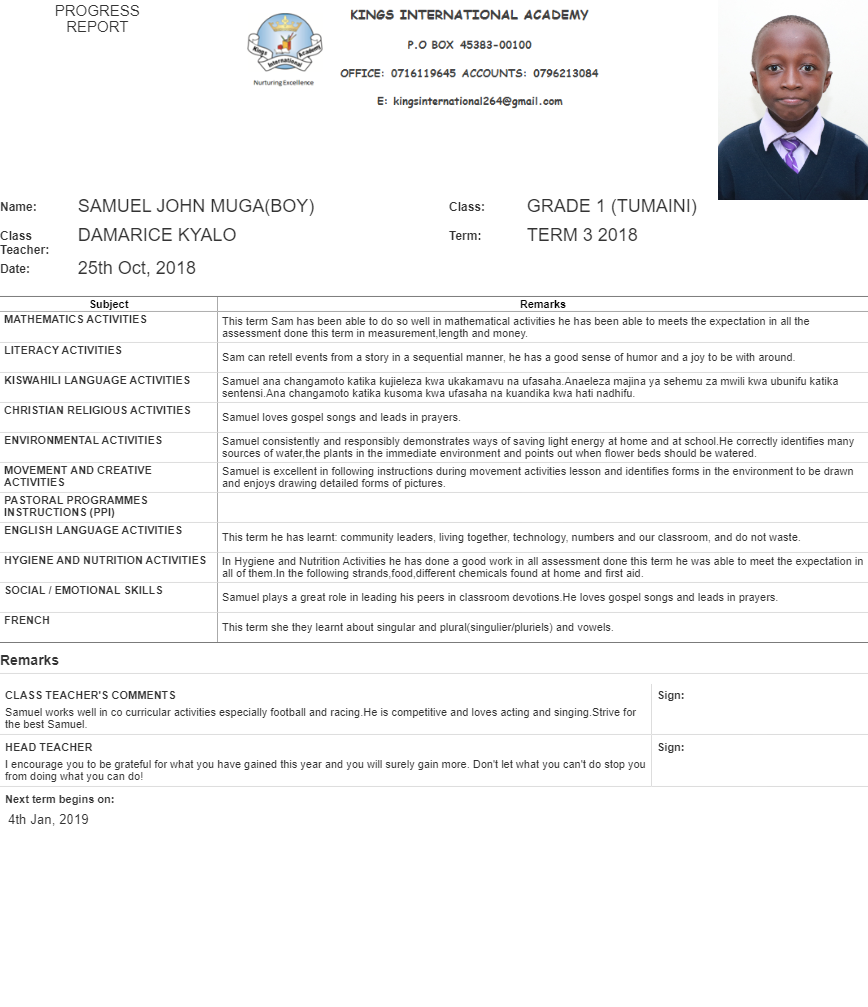 PROGRESS
REPORT
Kings Academy
International
Nurturing Excellence
KINGS INTERNATIONAL ACADEMY
P.O BOX 45383-00100
OFFICE: 0716119645 ACCOUNTS: 0796213084
E: kingsinternational264@gmail.com
Name: SAMUEL JOHN MUGA(BOY) Class: GRADE 1 (TUMAINI)
Class Teacher: DAMARICE KYALO Term: TERM 3 2018
Date: 25th Oct, 2018
Subject Remarks
MATHEMATICS ACTIVITIES
This term Sam has been able to do so well in mathematical activities he has been able to meets the expectation in all the
assessment done this term in measurement,length and money.
LITERACY ACTIVITIES
Sam can retell events from a story in a sequential manner, he has a good sense of humor and a joy to be with around.
KISWAHILI LANGUAGE ACTIVITIES
Samuel ana changamoto katika kujieleza kwa ukakamavu na ufasaha.Anaeleza majina ya sehemu za mwili kwa ubunifu katika
sentensi.Ana changamoto katika kusoma kwa ufasaha na kuandika kwa hati nadhifu.
CHRISTIAN RELIGIOUS ACTIVITIES
Samuel loves gospel songs and leads in prayers.
ENVIRONMENTAL ACTIVITIES
Samuel consistently and responsibly demonstrates ways of saving light energy at home and at school.He correctly identifies many
sources of water,the plants in the immediate environment and points out when flower beds should be watered.
MOVEMENT AND CREATIVE
ACTIVITIES
Samuel is excellent in following instructions during movement activities lesson and identifies forms in the environment to be drawn
and enjoys drawing detailed forms of pictures.
PASTORAL PROGRAMMES
INSTRUCTIONS (PPI)
ENGLISH LANGUAGE ACTIVITIES
This term he has learnt: community leaders, living together, technology, numbers and our classroom, and do not waste.
HYGIENE AND NUTRITION ACTIVITIES
In Hygiene and Nutrition Activities he has done a good work in all assessment done this term he was able to meet the expectation in
all of them.In the following strands,food,different chemicals found at home and first aid.
SOCIAL / EMOTIONAL SKILLS
Samuel plays a great role in leading his peers in classroom devotions.He loves gospel songs and leads in prayers.
FRENCH
This term she they learnt about singular and plural(singulier/pluriels) and vowels.
Remarks
CLASS TEACHER'S COMMENTS Sign:
Samuel works well in co curricular activities especially football and racing.He is competitive and loves acting and singing.Strive for
the best Samuel.
HEAD TEACHER Sign:
I encourage you to be grateful for what you have gained this year and you will surely gain more. Don't let what you can't do stop you
from doing what you can do!
Next term begins on:
4th Jan, 2019